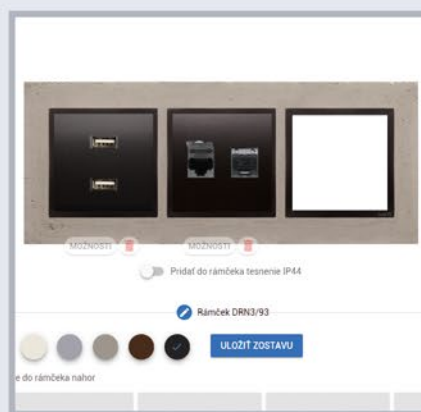 MOŽNOSTI MOŽNOSTI
Pridať do rámčeka tesnenie IP44
Rámček DRN3/93
ULOŽIŤ ZOSTAVU
e do rámčeka nahor